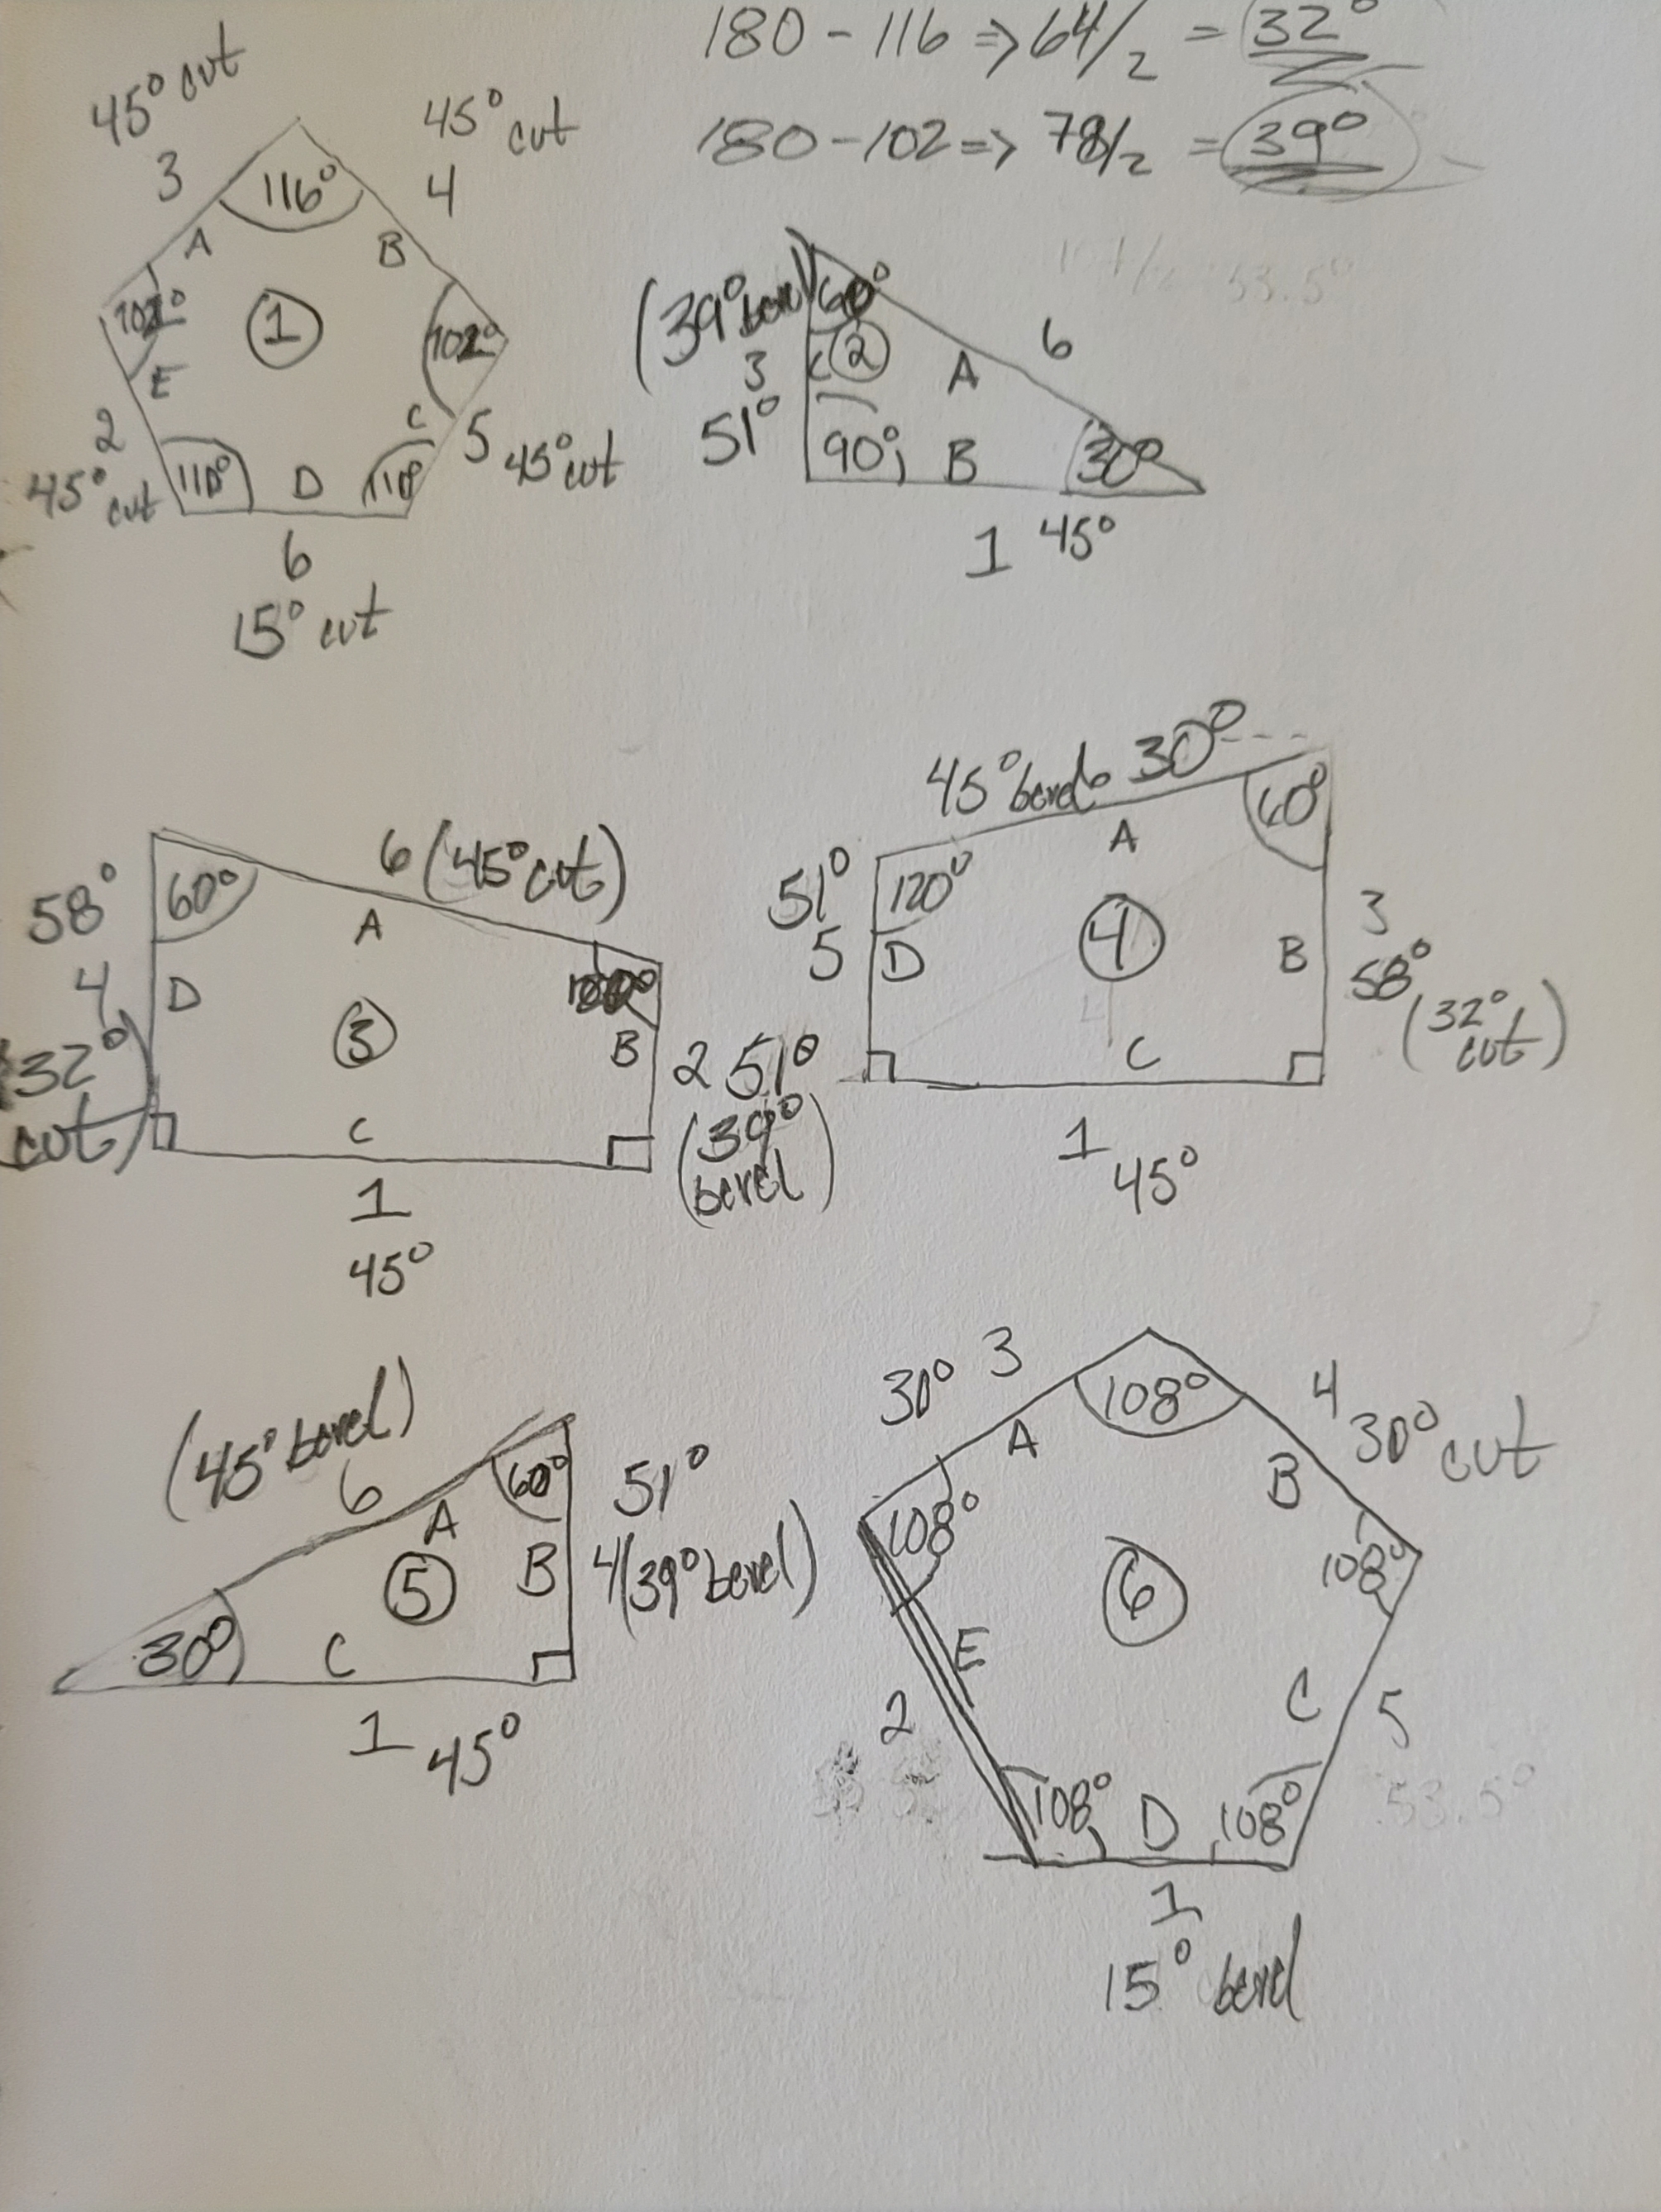 180 - 116 => 64/2 = 32°
180 - 102 => 78/2 = 39°
45° cut
3
116°
45° cut
4
A
B
102°
1
102°
E
C
2
45° cut
110°
D
110°
5 45° cut
6
15° cut
(39° bevel)
60°
6
3
C
2
A
51°
90°
B
30°
1 45°
58°
60°
6 (45° cut)
A
4
D
3
B
2 51°
(32° cut)
(39° bevel)
C
1
45°
45° bevel 30°
60°
A
51°
120°
5
D
4
B
3
58°
(32° cut)
C
1 45°
(45° bevel)
6
60°
51°
A
5
B
4 (39° bevel)
30°
C
1 45°
30° 3
108°
4
30° cut
A
B
108°
6
108°
E
C
2
5
53.5°
108°
D
108°
1
15° bevel